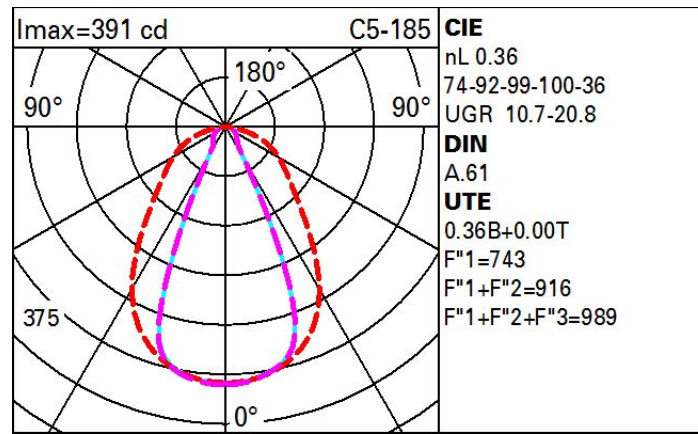 Imax=391 cd C5-185
180°
90° 90°
375
0°
CIE
nL 0.36
74-92-99-100-36
UGR 10.7-20.8
DIN
A.61
UTE
0.36B+0.00T
F"1=743
F"1+F"2=916
F"1+F"2+F"3=989